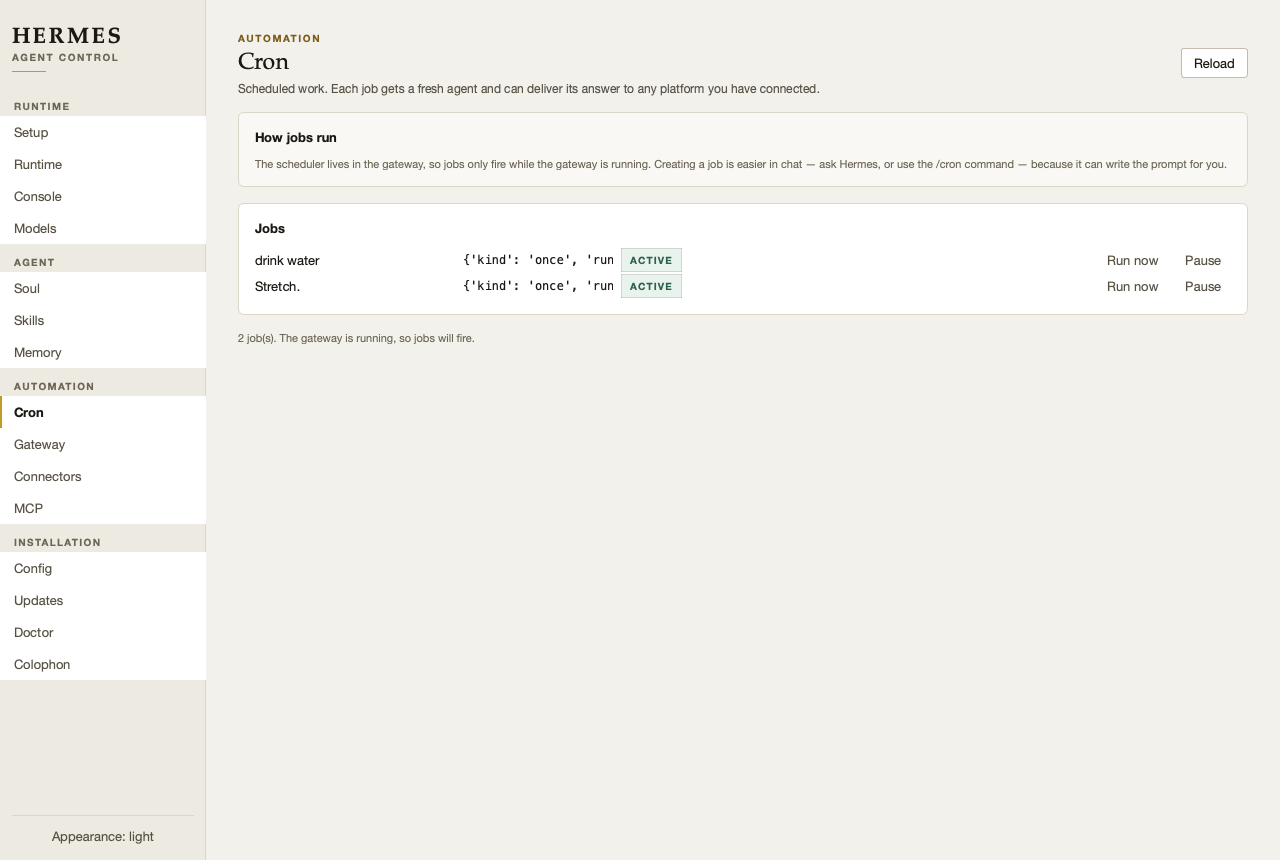 HERMES
AGENT CONTROL
RUNTIME
Setup
Runtime
Console
Models
AGENT
Soul
Skills
Memory
AUTOMATION
Cron
Gateway
Connectors
MCP
INSTALLATION
Config
Updates
Doctor
Colophon
Appearance: light
AUTOMATION
Cron
Reload
Scheduled work. Each job gets a fresh agent and can deliver its answer to any platform you have connected.
How jobs run
The scheduler lives in the gateway, so jobs only fire while the gateway is running. Creating a job is easier in chat — ask Hermes, or use the /cron command — because it can write the prompt for you.
Jobs
drink water {'kind': 'once', 'run ACTIVE Run now Pause
Stretch. {'kind': 'once', 'run ACTIVE Run now Pause
2 job(s). The gateway is running, so jobs will fire.